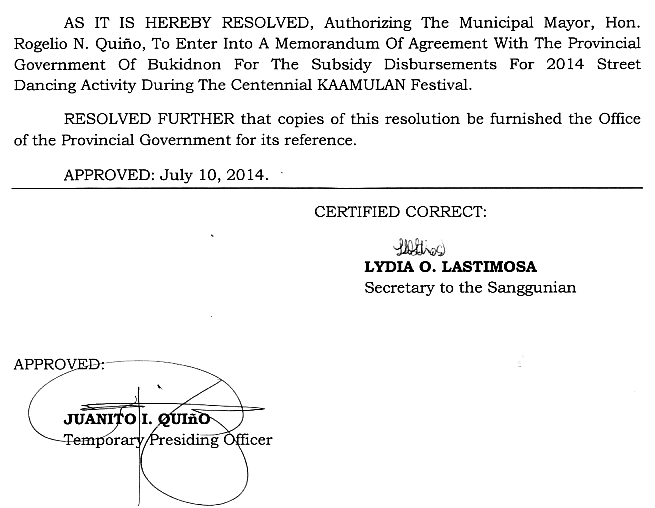 AS IT IS HEREBY RESOLVED, Authorizing The Municipal Mayor, Hon.
Rogelio N. Quiño, To Enter Into A Memorandum Of Agreement With The Provincial
Government Of Bukidnon For The Subsidy Disbursements For 2014 Street
Dancing Activity During The Centennial KAAMULAN Festival.
RESOLVED FURTHER that copies of this resolution be furnished the Office
of the Provincial Government for its reference.
APPROVED: July 10, 2014.
CERTIFIED CORRECT:
LYDIA O. LASTIMOSA
Secretary to the Sanggunian
APPROVED:
JUANITO I. QUIñO
Temporary Presiding Officer